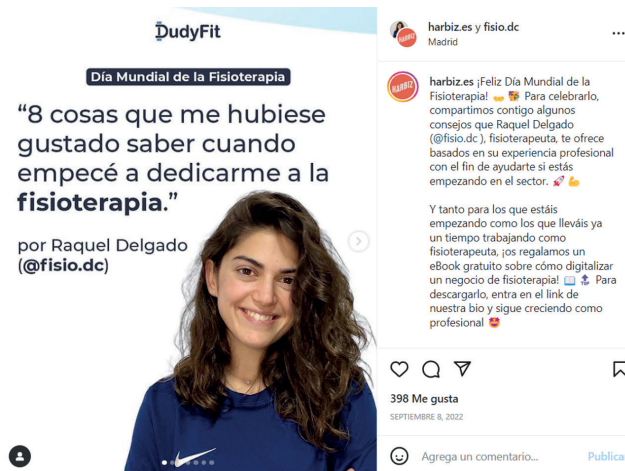 DudyFit
Día Mundial de la Fisioterapia
“8 cosas que me hubiese
gustado saber cuando
empecé a dedicarme a la
fisioterapia.”
por Raquel Delgado
(@fisio.dc)
harbiz.es y fisio.dc
Madrid
HARBIZ
HARBIZ
harbiz.es ¡Feliz Día Mundial de la
Fisioterapia! 👐 🥳 Para celebrarlo,
compartimos contigo algunos
consejos que Raquel Delgado
(@fisio.dc ), fisioterapeuta, te ofrece
basados en su experiencia profesional
con el fin de ayudarte si estás
empezando en el sector. 🚀 💪
Y tanto para los que estáis
empezando como los que lleváis ya
un tiempo trabajando como
fisioterapeuta, ¡os regalamos un
eBook gratuito sobre cómo digitalizar
un negocio de fisioterapia! 📖 🔝 Para
descargarlo, entra en el link de
nuestra bio y sigue creciendo como
profesional 🤩
398 Me gusta
SEPTIEMBRE 8, 2022
Agrega un comentario...
Publicar